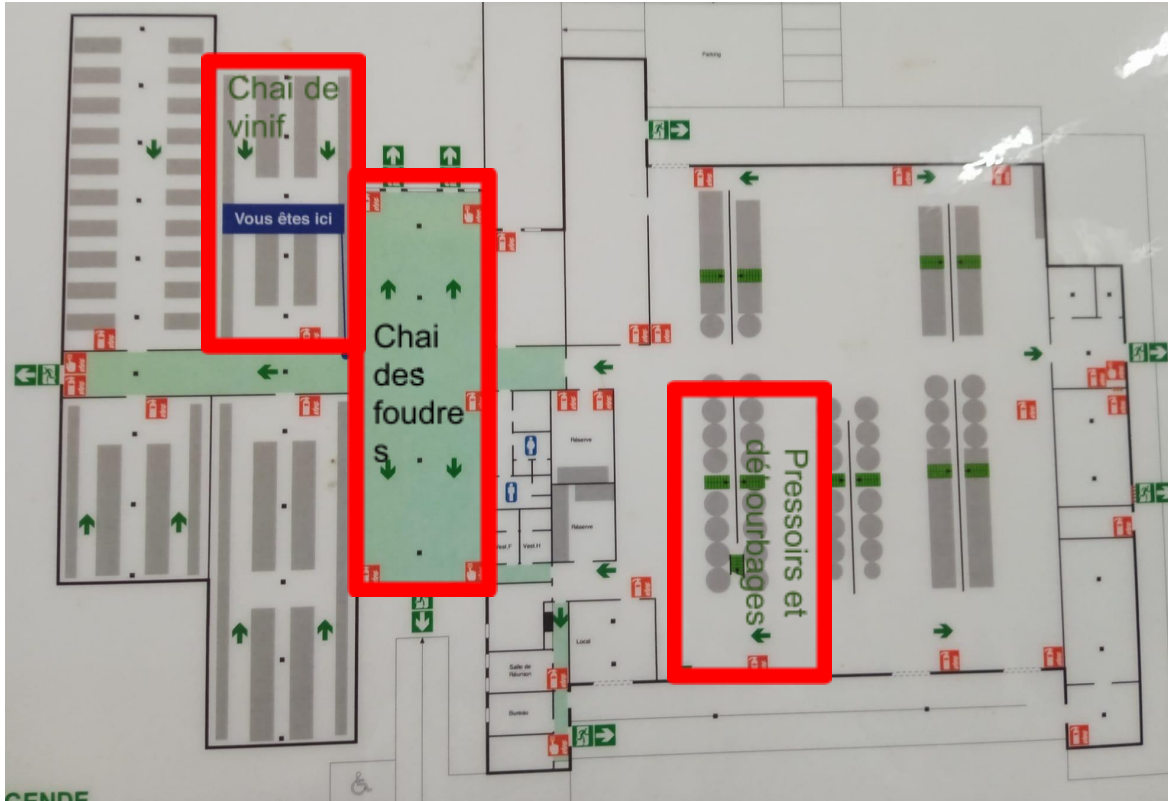 Parking
Chai de
vinif
Vous êtes ici
Chai
des
foudre
s
Pressoirs et
débourbages
Réserve
Réserve
Vest.F
Vest.H
Local
Salle de
Réunion
Bureau
GENDE